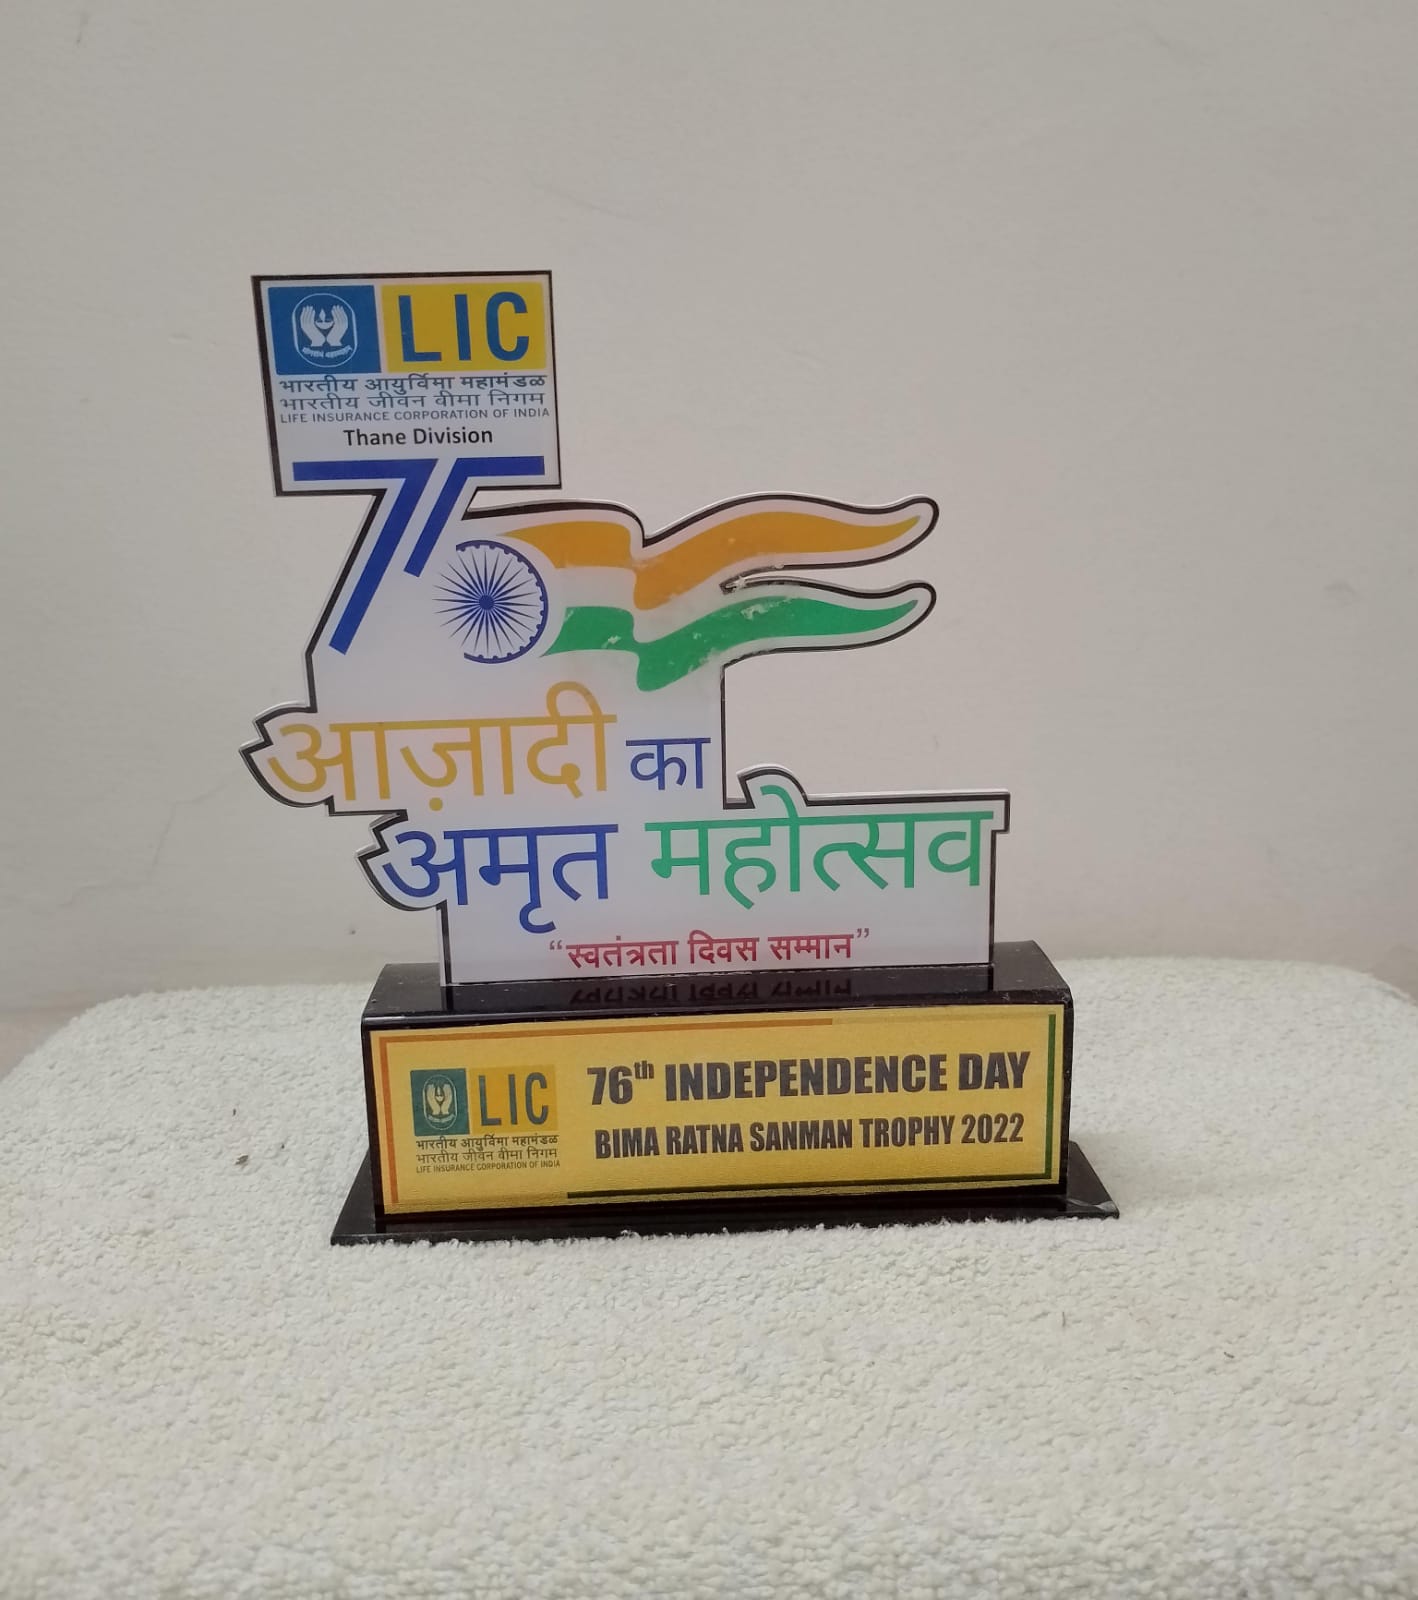 LIC
भारतीय आयुर्विमा महामंडळ
भारतीय जीवन वीमा निगम
LIFE INSURANCE CORPORATION OF INDIA
Thane Division
75
आज़ादी का
अमृत महोत्सव
“स्वतंत्रता दिवस सम्मान”
LIC
भारतीय आयुर्विमा महामंडळ
भारतीय जीवन वीमा निगम
LIFE INSURANCE CORPORATION OF INDIA
76th INDEPENDENCE DAY
BIMA RATNA SANMAN TROPHY 2022